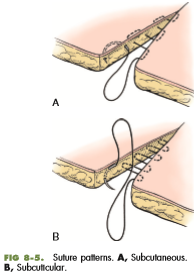 A
B
FIG 8-5. Suture patterns. A, Subcutaneous.
B, Subcuticular.